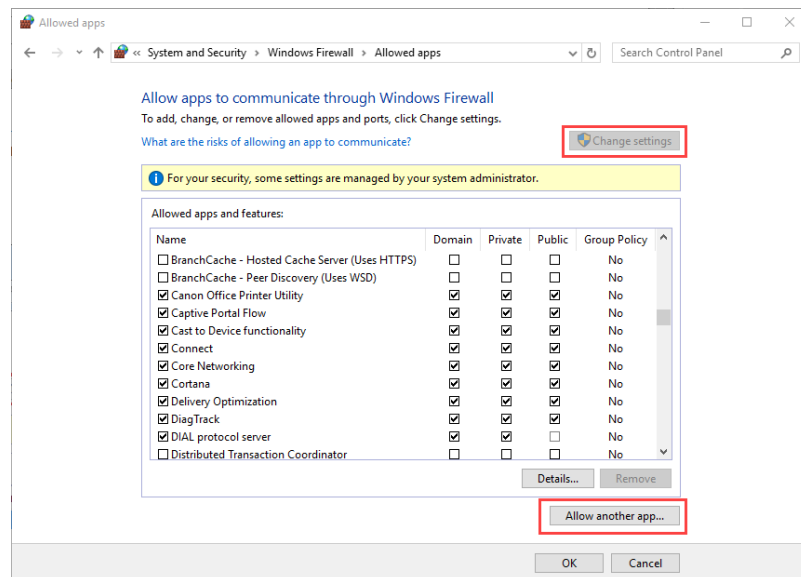 Allowed apps
« System and Security > Windows Firewall > Allowed apps
Search Control Panel
Allow apps to communicate through Windows Firewall
To add, change, or remove allowed apps and ports, click Change settings.
What are the risks of allowing an app to communicate?
Change settings
For your security, some settings are managed by your system administrator.
Allowed apps and features:
Name Domain Private Public Group Policy
BranchCache - Hosted Cache Server (Uses HTTPS) No
BranchCache - Peer Discovery (Uses WSD) No
Canon Office Printer Utility No
Captive Portal Flow No
Cast to Device functionality No
Connect No
Core Networking No
Cortana No
Delivery Optimization No
DiagTrack No
DIAL protocol server No
Distributed Transaction Coordinator No
Details... Remove
Allow another app...
OK Cancel